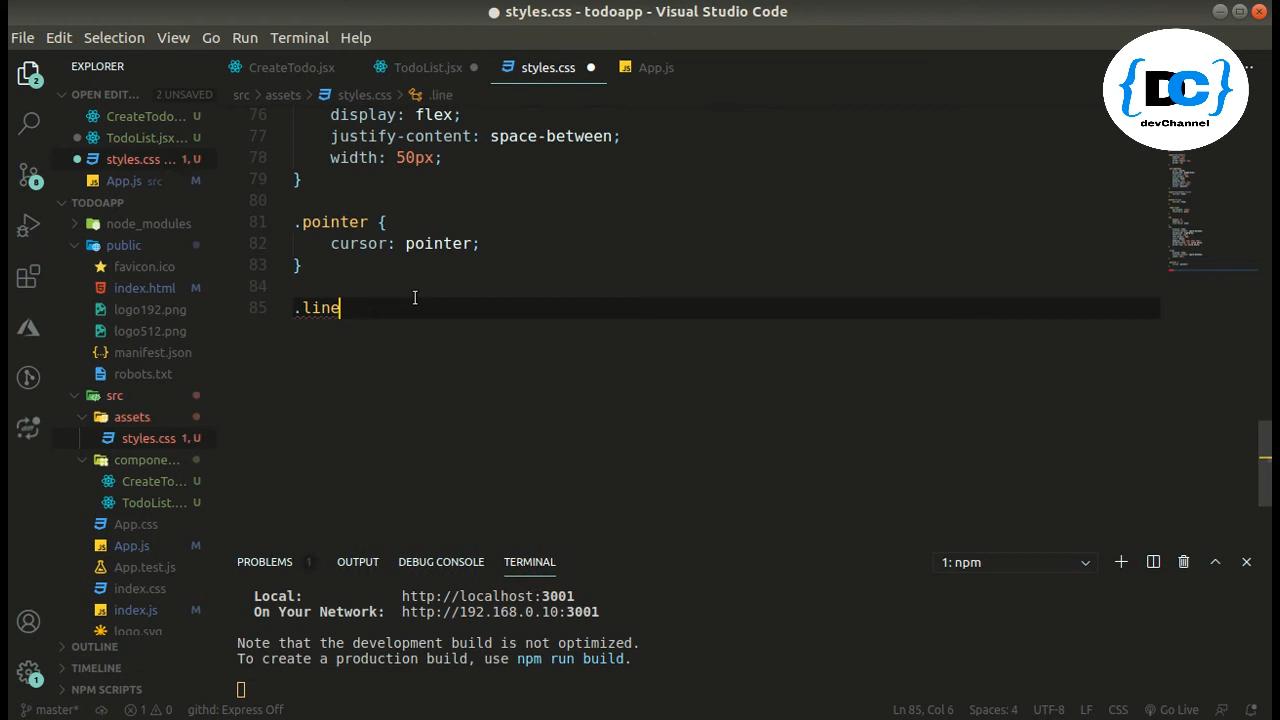 styles.css - todoapp - Visual Studio Code
File Edit Selection View Go Run Terminal Help
EXPLORER
CreateTodo.jsx
TodoList.jsx
styles.css
App.js
{DC}
devChannel
OPEN EDIT... 2 UNSAVED
CreateTodo... U
TodoList.jsx... U
styles.css ... 1, U
App.js src M
src > assets > styles.css > .line
TODOAPP
node_modules
public
favicon.ico
index.html M
logo192.png
logo512.png
manifest.json
robots.txt
src
assets
styles.css 1, U
compone...
CreateTo... U
TodoList.... U
App.css
App.js M
App.test.js
index.css
index.js M
logo.svg
OUTLINE
TIMELINE
NPM SCRIPTS
76 display: flex;
77 justify-content: space-between;
78 width: 50px;
79 }
80
81 .pointer {
82 cursor: pointer;
83 }
84
85 .line
PROBLEMS 1 OUTPUT DEBUG CONSOLE TERMINAL
1: npm
Local: http://localhost:3001
On Your Network: http://192.168.0.10:3001
Note that the development build is not optimized.
To create a production build, use npm run build.
2
8
1
master* 1 0 githd: Express Off
Ln 85, Col 6 Spaces: 4 UTF-8 LF CSS Go Live